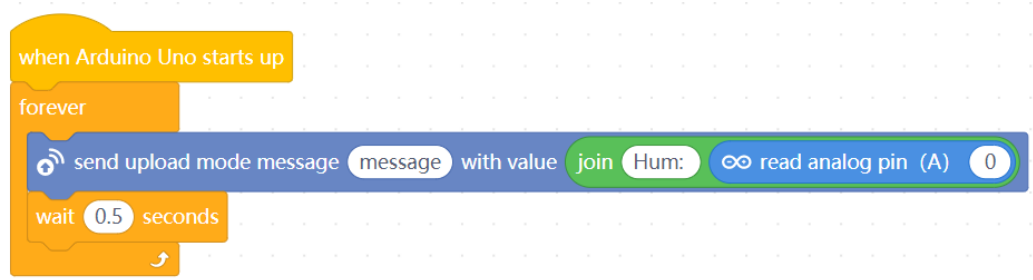 when Arduino Uno starts up
forever
send upload mode message message with value join Hum: read analog pin (A) 0
wait 0.5 seconds